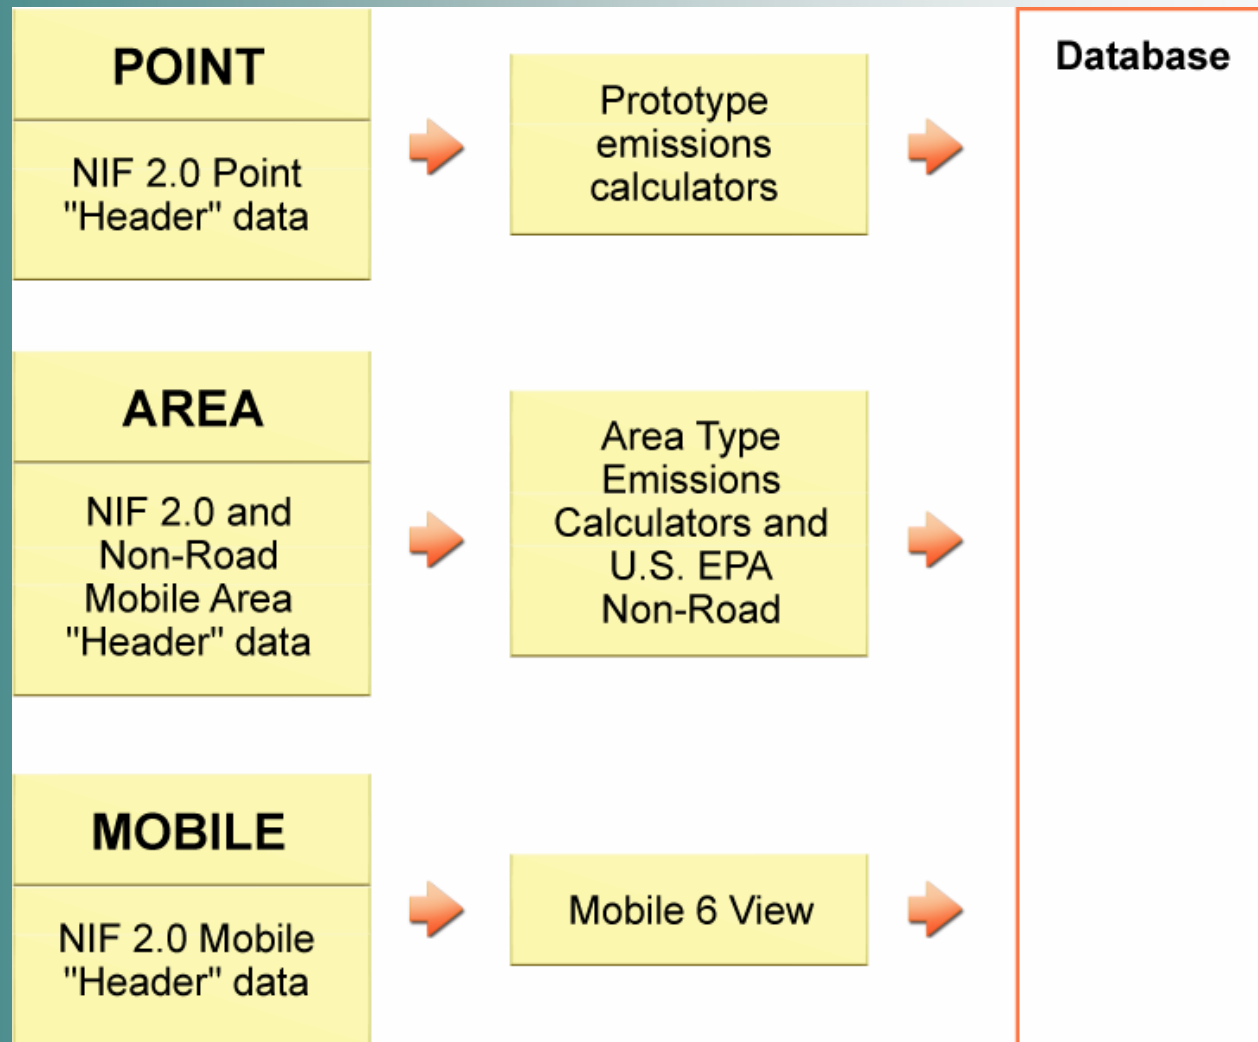 POINT
NIF 2.0 Point
"Header" data
Prototype
emissions
calculators
Database
AREA
NIF 2.0 and
Non-Road
Mobile Area
"Header" data
Area Type
Emissions
Calculators and
U.S. EPA
Non-Road
MOBILE
NIF 2.0 Mobile
"Header" data
Mobile 6 View